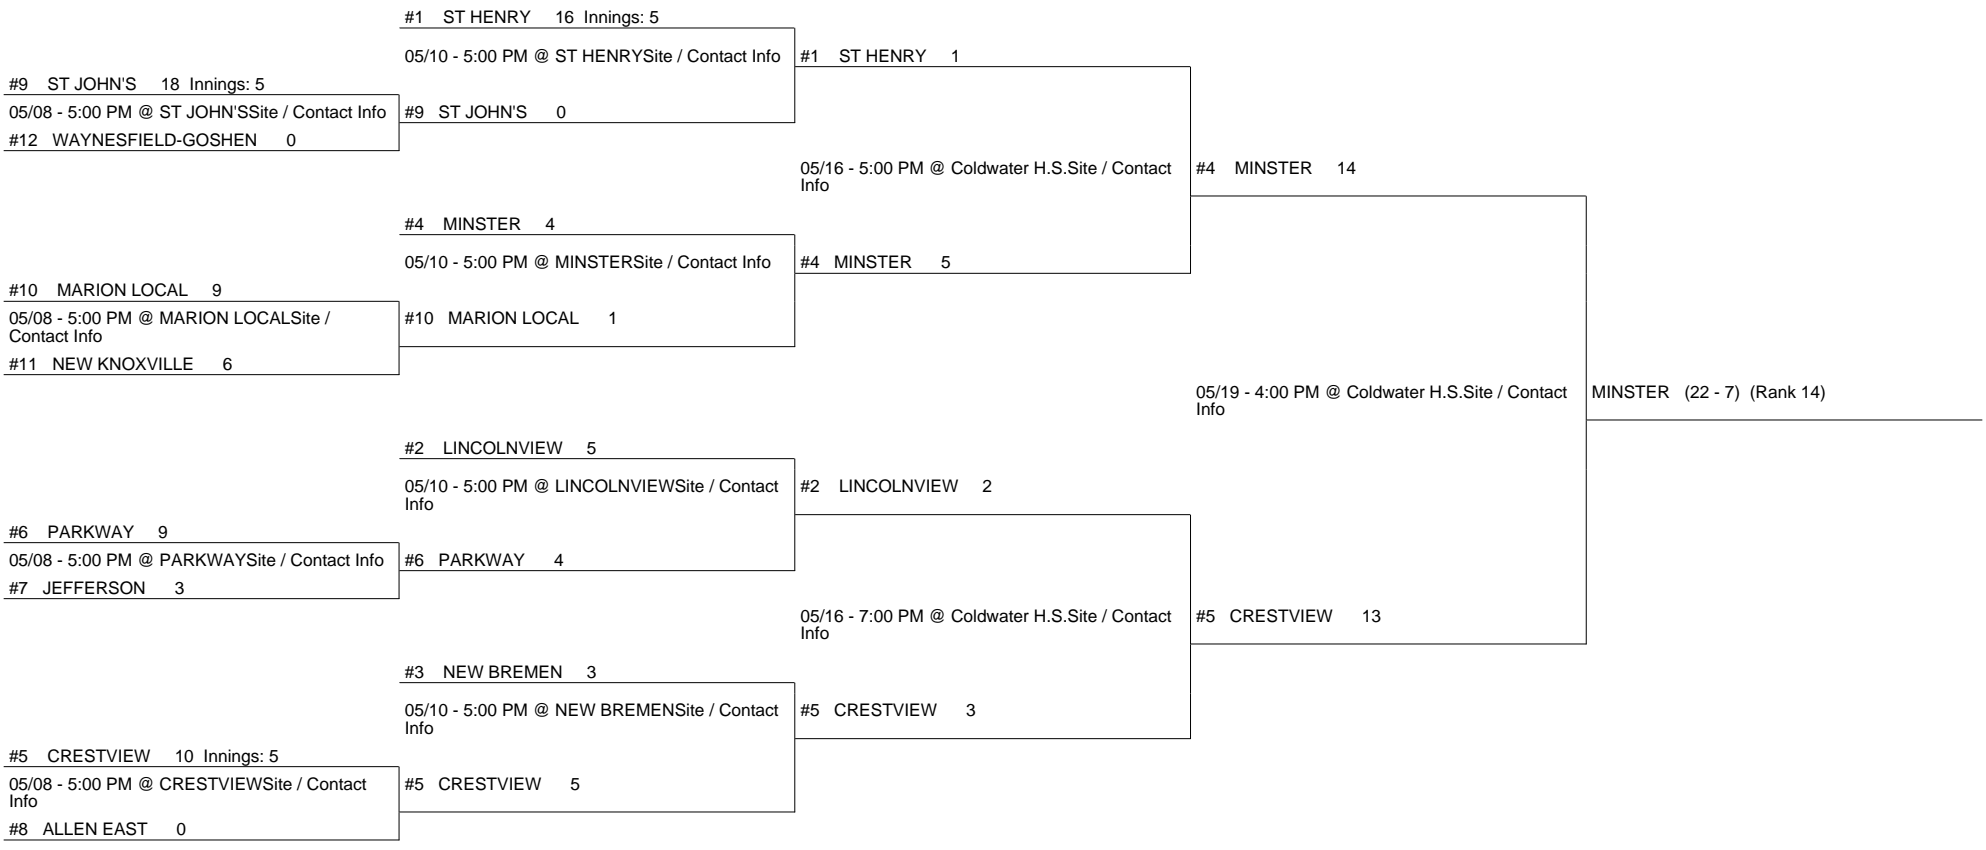 #1 ST HENRY 16 Innings: 5
05/10 - 5:00 PM @ ST HENRYSite / Contact Info
#1 ST HENRY 1
#9 ST JOHN'S 18 Innings: 5
05/08 - 5:00 PM @ ST JOHN'SSite / Contact Info
#9 ST JOHN'S 0
#12 WAYNESFIELD-GOSHEN 0
05/16 - 5:00 PM @ Coldwater H.S.Site / Contact
Info
#4 MINSTER 14
#4 MINSTER 4
05/10 - 5:00 PM @ MINSTERSite / Contact Info
#4 MINSTER 5
#10 MARION LOCAL 9
05/08 - 5:00 PM @ MARION LOCALSite /
Contact Info
#10 MARION LOCAL 1
#11 NEW KNOXVILLE 6
05/19 - 4:00 PM @ Coldwater H.S.Site / Contact
Info
MINSTER (22 - 7) (Rank 14)
#2 LINCOLNVIEW 5
05/10 - 5:00 PM @ LINCOLNVIEWSite / Contact
Info
#2 LINCOLNVIEW 2
#6 PARKWAY 9
05/08 - 5:00 PM @ PARKWAYSite / Contact Info
#6 PARKWAY 4
#7 JEFFERSON 3
05/16 - 7:00 PM @ Coldwater H.S.Site / Contact
Info
#5 CRESTVIEW 13
#3 NEW BREMEN 3
05/10 - 5:00 PM @ NEW BREMENSite / Contact
Info
#5 CRESTVIEW 3
#5 CRESTVIEW 10 Innings: 5
05/08 - 5:00 PM @ CRESTVIEWSite / Contact
Info
#5 CRESTVIEW 5
#8 ALLEN EAST 0